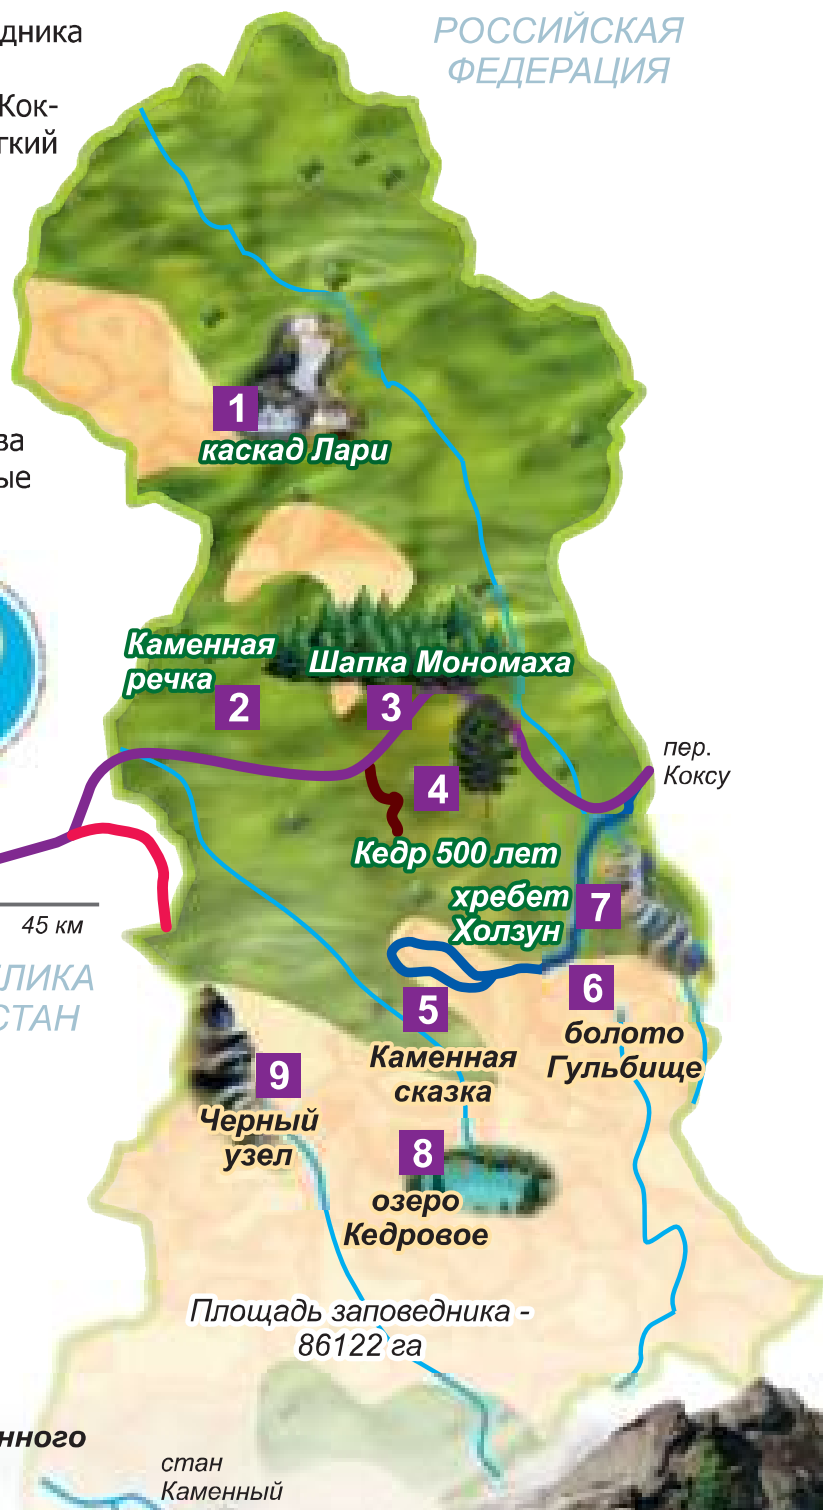 дника
РОССИЙСКАЯ
ФЕДЕРАЦИЯ
Кок-
гкий
ва
ые
1
каскад Лари
Каменная
речка
2
Шапка Мономаха
3
4
Кедр 500 лет
пер.
Коксу
хребет
Холзун
7
45 км
ЛИКА
СТАН
5
Каменная
сказка
6
болото
Гульбище
9
Черный
узел
8
озеро
Кедровое
Площадь заповедника -
86122 га
нного
стан
Каменный